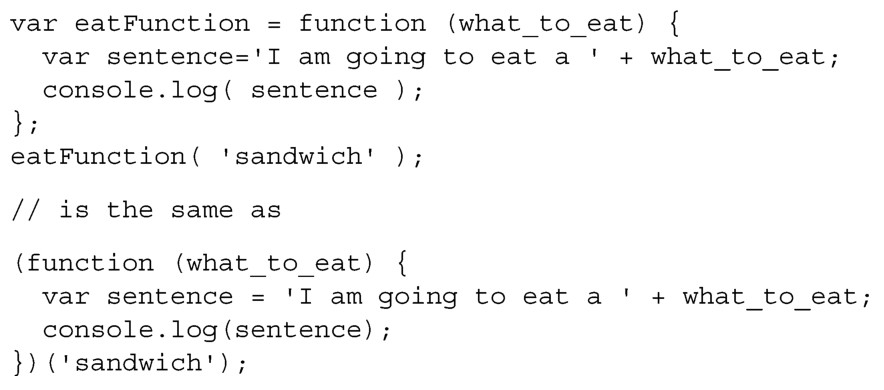 var eatFunction = function (what_to_eat) {
  var sentence='I am going to eat a ' + what_to_eat;
  console.log( sentence );
};
eatFunction( 'sandwich' );
// is the same as
(function (what_to_eat) {
  var sentence = 'I am going to eat a ' + what_to_eat;
  console.log(sentence);
})('sandwich');